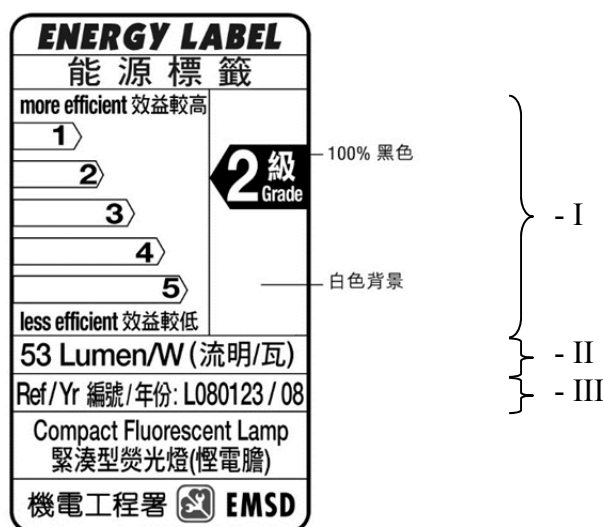 ENERGY LABEL
能源標籤
more efficient 效益較高
1
2
3
4
5
less efficient 效益較低
2級
Grade
100% 黑色
白色背景
53 Lumen/W (流明/瓦)
Ref/Yr 編號/年份: L080123 / 08
Compact Fluorescent Lamp
緊湊型熒光燈(慳電膽)
機電工程署 EMSD
- I
- II
- III